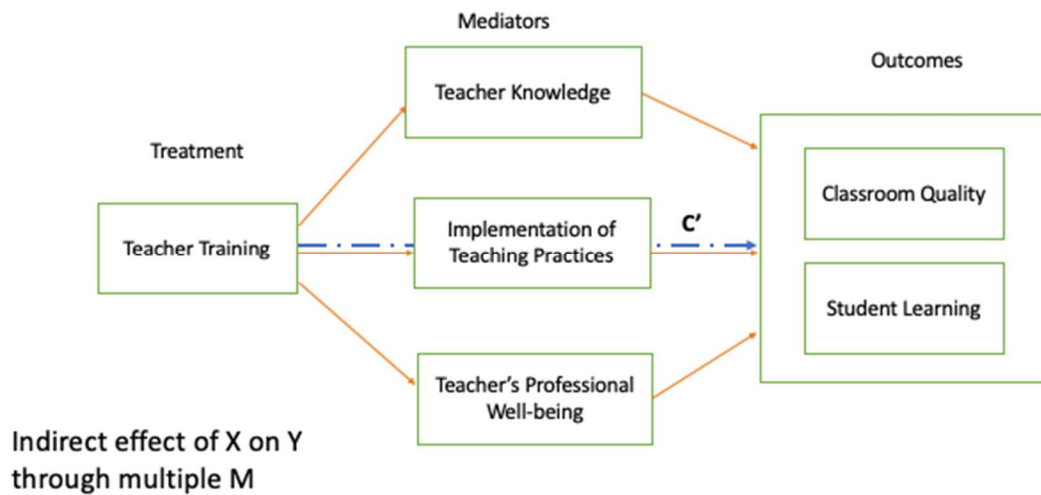 Mediators
Outcomes
Teacher Knowledge
Treatment
Classroom Quality
Teacher Training
Implementation of
Teaching Practices
C’
Student Learning
Teacher’s Professional
Well-being
Indirect effect of X on Y
through multiple M